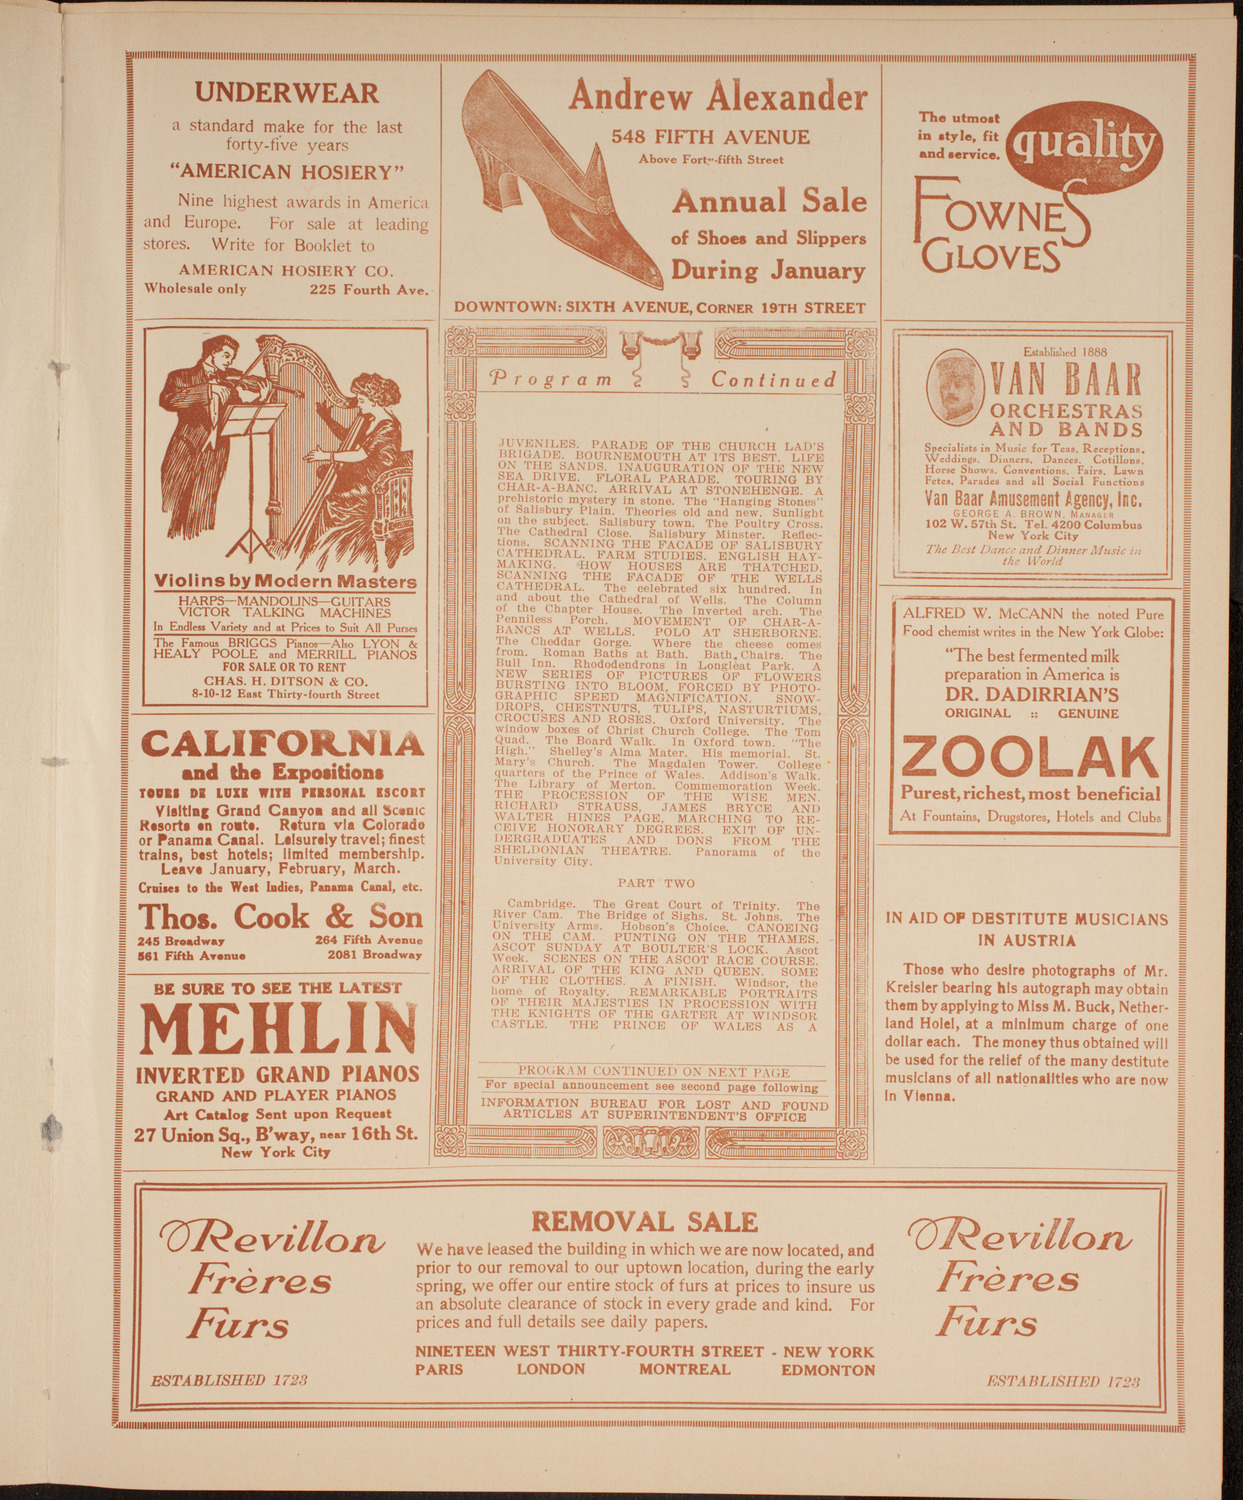 UNDERWEAR
a standard make for the last
forty-five years
"AMERICAN HOSIERY"
Nine highest awards in America
and Europe. For sale at leading
stores. Write for Booklet to
AMERICAN HOSIERY CO.
Wholesale only 225 Fourth Ave.
Andrew Alexander
548 FIFTH AVENUE
Above Forty-fifth Street
Annual Sale
of Shoes and Slippers
During January
DOWNTOWN: SIXTH AVENUE, CORNER 19TH STREET
The utmost
in style, fit
and service.
quality
FOWNES
GLOVES
Violins by Modern Masters
HARPS—MANDOLINS—GUITARS
VICTOR TALKING MACHINES
In Endless Variety and at Prices to Suit All Purses
The Famous BRIGGS Pianos—Also LYON &
HEALY POOLE and MERRILL PIANOS
FOR SALE OR TO RENT
CHAS. H. DITSON & CO.
8-10-12 East Thirty-fourth Street
CALIFORNIA
and the Expositions
TOURS DE LUXE WITH PERSONAL ESCORT
Visiting Grand Canyon and all Scenic
Resorts en route. Return via Colorado
or Panama Canal. Leisurely travel; finest
trains, best hotels; limited membership.
Leave January, February, March.
Cruises to the West Indies, Panama Canal, etc.
Thos. Cook & Son
245 Broadway 264 Fifth Avenue
561 Fifth Avenue 2081 Broadway
BE SURE TO SEE THE LATEST
MEHLIN
INVERTED GRAND PIANOS
GRAND AND PLAYER PIANOS
Art Catalog Sent upon Request
27 Union Sq., B'way, near 16th St.
New York City
Program Continued
JUVENILES. PARADE OF THE CHURCH LAD'S
BRIGADE. BOURNEMOUTH AT ITS BEST. LIFE
ON THE SANDS. INAUGURATION OF THE NEW
SEA DRIVE. FLORAL PARADE. TOURING BY
CHAR-A-BANC. ARRIVAL AT STONEHENGE. A
prehistoric mystery in stone. The "Hanging Stones"
of Salisbury Plain. Theories old and new. Sunlight
on the subject. Salisbury town. The Poultry Cross.
The Cathedral Close. Salisbury Minster. Reflec-
tions. SCANNING THE FACADE OF SALISBURY
CATHEDRAL. FARM STUDIES. ENGLISH HAY-
MAKING. HOW HOUSES ARE THATCHED.
SCANNING THE FACADE OF THE WELLS
CATHEDRAL. The celebrated six hundred. In
and about the Cathedral of Wells. The Column
of the Chapter House. The Inverted arch. The
Penniless Porch. MOVEMENT OF CHAR-A-
BANCS AT WELLS. POLO AT SHERBORNE.
The Cheddar Gorge. Where the cheese comes
from. Roman Baths at Bath. Bath Chairs. The
Bull Inn. Rhododendrons in Longleat Park. A
NEW SERIES OF PICTURES OF FLOWERS
BURSTING INTO BLOOM, FORCED BY PHOTO-
GRAPHIC SPEED MAGNIFICATION. SNOW-
DROPS, CHESTNUTS, TULIPS, NASTURTIUMS,
CROCUSES AND ROSES. Oxford University. The
window boxes of Christ Church College. The Tom
Quad. The Board Walk. In Oxford town. "The
High." Shelley's Alma Mater. His memorial. St.
Mary's Church. The Magdalen Tower. College
quarters of the Prince of Wales. Addison's Walk.
The Library of Merton. Commemoration Week.
THE PROCESSION OF THE WISE MEN.
RICHARD STRAUSS, JAMES BRYCE AND
WALTER HINES PAGE, MARCHING TO RE-
CEIVE HONORARY DEGREES. EXIT OF UN-
DERGRADUATES AND DONS FROM THE
SHELDONIAN THEATRE. Panorama of the
University City.
PART TWO
Cambridge. The Great Court of Trinity. The
River Cam. The Bridge of Sighs. St. Johns. The
University Arms. Hobson's Choice. CANOEING
ON THE CAM. PUNTING ON THE THAMES.
ASCOT SUNDAY AT BOULTER'S LOCK. Ascot
Week. SCENES ON THE ASCOT RACE COURSE.
ARRIVAL OF THE KING AND QUEEN. SOME
OF THE CLOTHES. A FINISH. Windsor, the
home of Royalty. REMARKABLE PORTRAITS
OF THEIR MAJESTIES IN PROCESSION WITH
THE KNIGHTS OF THE GARTER AT WINDSOR
CASTLE. THE PRINCE OF WALES AS A
PROGRAM CONTINUED ON NEXT PAGE
For special announcement see second page following
INFORMATION BUREAU FOR LOST AND FOUND
ARTICLES AT SUPERINTENDENT'S OFFICE
Established 1888
VAN BAAR
ORCHESTRAS
AND BANDS
Specialists in Music for Teas, Receptions,
Weddings, Dinners, Dances, Cotillons,
Horse Shows, Conventions, Fairs, Lawn
Fetes, Parades and all Social Functions
Van Baar Amusement Agency, Inc.
GEORGE A. BROWN, MANAGER
102 W. 57th St. Tel. 4200 Columbus
New York City
The Best Dance and Dinner Music in
the World
ALFRED W. McCANN the noted Pure
Food chemist writes in the New York Globe:
"The best fermented milk
preparation in America is
DR. DADIRRIAN'S
ORIGINAL :: GENUINE
ZOOLAK
Purest, richest, most beneficial
At Fountains, Drugstores, Hotels and Clubs
IN AID OF DESTITUTE MUSICIANS
IN AUSTRIA
Those who desire photographs of Mr.
Kreisler bearing his autograph may obtain
them by applying to Miss M. Buck, Nether-
land Hotel, at a minimum charge of one
dollar each. The money thus obtained will
be used for the relief of the many destitute
musicians of all nationalities who are now
in Vienna.
Revillon
Frères
Furs
ESTABLISHED 1723
REMOVAL SALE
We have leased the building in which we are now located, and
prior to our removal to our uptown location, during the early
spring, we offer our entire stock of furs at prices to insure us
an absolute clearance of stock in every grade and kind. For
prices and full details see daily papers.
NINETEEN WEST THIRTY-FOURTH STREET - NEW YORK
PARIS LONDON MONTREAL EDMONTON
Revillon
Frères
Furs
ESTABLISHED 1723